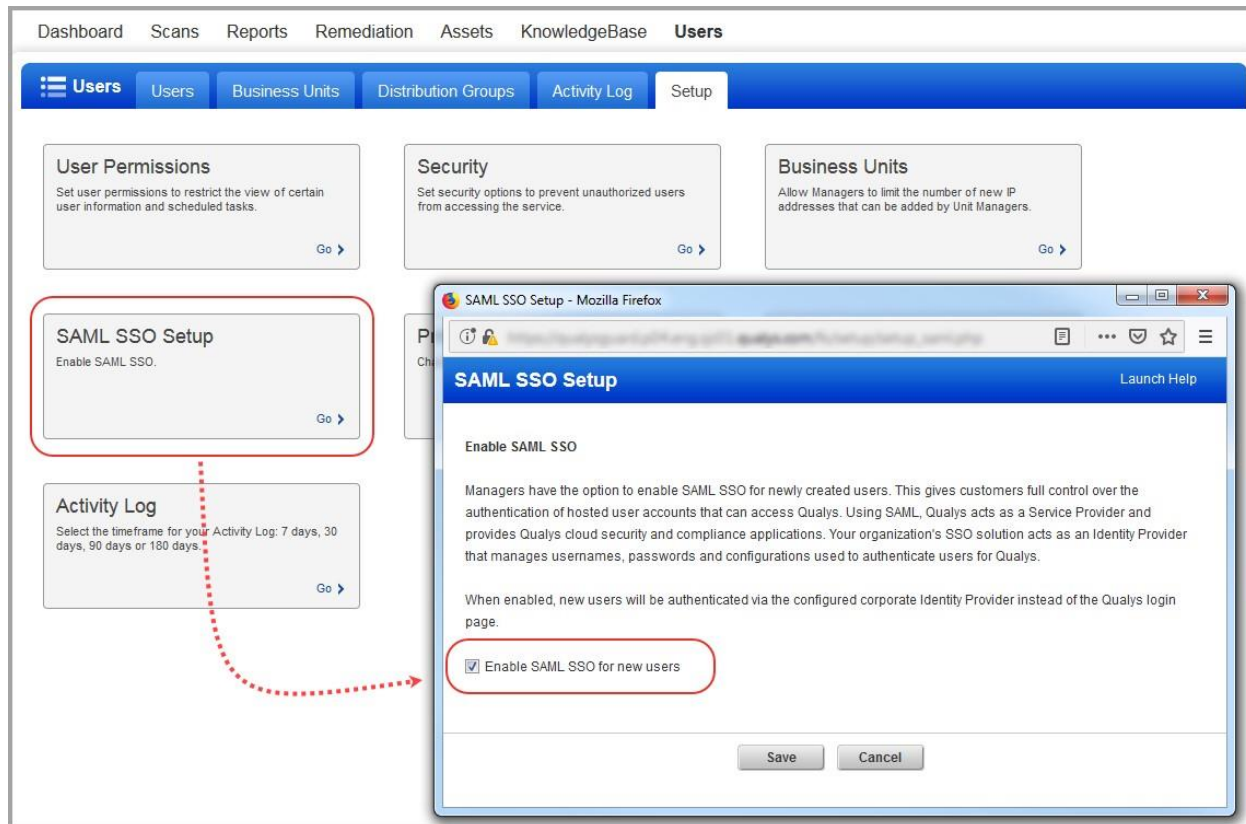 Dashboard Scans Reports Remediation Assets KnowledgeBase Users
Users Users Business Units Distribution Groups Activity Log Setup
User Permissions
Set user permissions to restrict the view of certain
user information and scheduled tasks.
Go
Security
Set security options to prevent unauthorized users
from accessing the service.
Go
Business Units
Allow Managers to limit the number of new IP
addresses that can be added by Unit Managers.
Go
SAML SSO Setup
Enable SAML SSO.
Go
Activity Log
Select the timeframe for your Activity Log: 7 days, 30
days, 90 days or 180 days.
Go
SAML SSO Setup - Mozilla Firefox
SAML SSO Setup Launch Help
Enable SAML SSO
Managers have the option to enable SAML SSO for newly created users. This gives customers full control over the
authentication of hosted user accounts that can access Qualys. Using SAML, Qualys acts as a Service Provider and
provides Qualys cloud security and compliance applications. Your organization's SSO solution acts as an Identity Provider
that manages usernames, passwords and configurations used to authenticate users for Qualys.
When enabled, new users will be authenticated via the configured corporate Identity Provider instead of the Qualys login
page.
Enable SAML SSO for new users
Save Cancel